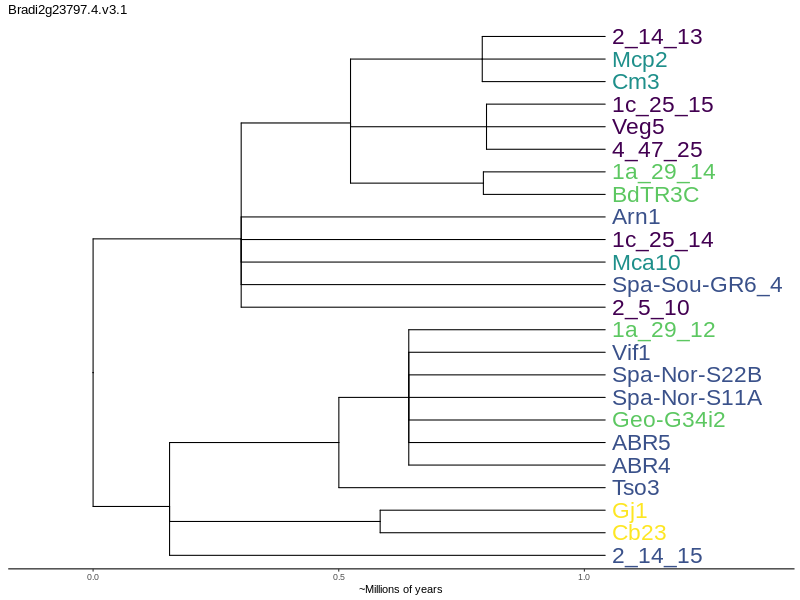 Bradi2g23797.4.v3.1
2_14_13
Mcp2
Cm3
1c_25_15
Veg5
4_47_25
1a_29_14
BdTR3C
Arn1
1c_25_14
Mca10
Spa-Sou-GR6_4
2_5_10
1a_29_12
Vif1
Spa-Nor-S22B
Spa-Nor-S11A
Geo-G34i2
ABR5
ABR4
Tso3
Gj1
Cb23
2_14_15
0.0 0.5 1.0
~Millions of years